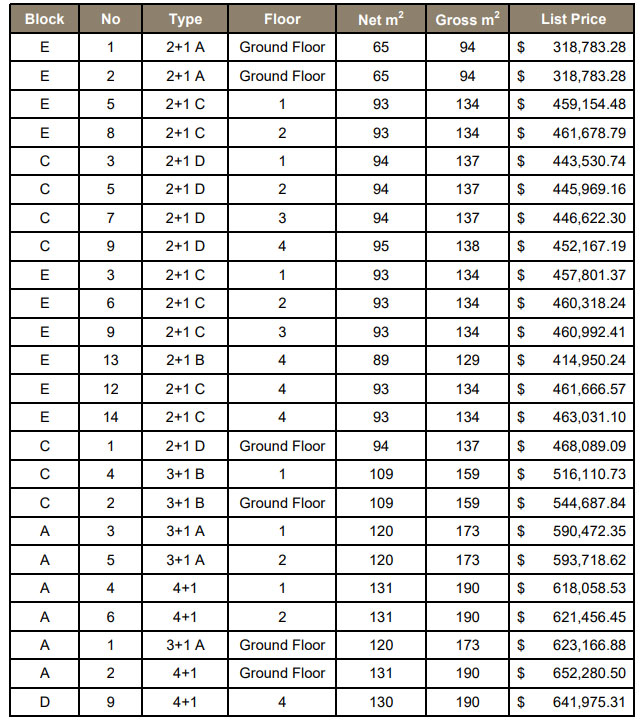 Block No Type Floor Net m² Gross m² List Price
E 1 2+1 A Ground Floor 65 94 $ 318,783.28
E 2 2+1 A Ground Floor 65 94 $ 318,783.28
E 5 2+1 C 1 93 134 $ 459,154.48
E 8 2+1 C 2 93 134 $ 461,678.79
C 3 2+1 D 1 94 137 $ 443,530.74
C 5 2+1 D 2 94 137 $ 445,969.16
C 7 2+1 D 3 94 137 $ 446,622.30
C 9 2+1 D 4 95 138 $ 452,167.19
E 3 2+1 C 1 93 134 $ 457,801.37
E 6 2+1 C 2 93 134 $ 460,318.24
E 9 2+1 C 3 93 134 $ 460,992.41
E 13 2+1 B 4 89 129 $ 414,950.24
E 12 2+1 C 4 93 134 $ 461,666.57
E 14 2+1 C 4 93 134 $ 463,031.10
C 1 2+1 D Ground Floor 94 137 $ 468,089.09
C 4 3+1 B 1 109 159 $ 516,110.73
C 2 3+1 B Ground Floor 109 159 $ 544,687.84
A 3 3+1 A 1 120 173 $ 590,472.35
A 5 3+1 A 2 120 173 $ 593,718.62
A 4 4+1 1 131 190 $ 618,058.53
A 6 4+1 2 131 190 $ 621,456.45
A 1 3+1 A Ground Floor 120 173 $ 623,166.88
A 2 4+1 Ground Floor 131 190 $ 652,280.50
D 9 4+1 4 130 190 $ 641,975.31